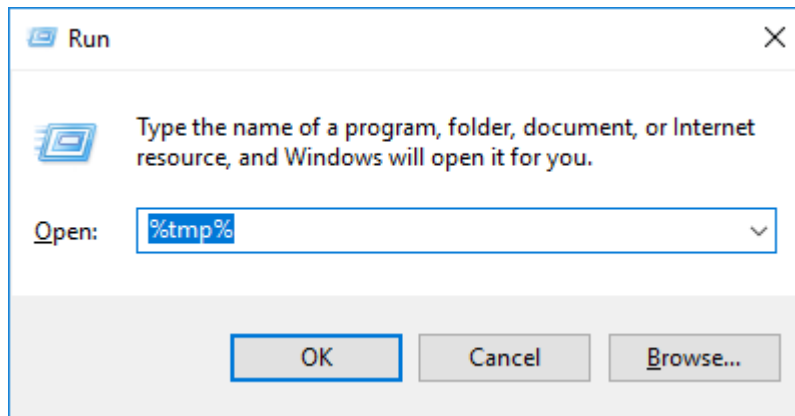 Run
Type the name of a program, folder, document, or Internet
resource, and Windows will open it for you.
Open: %tmp%
OK Cancel Browse...